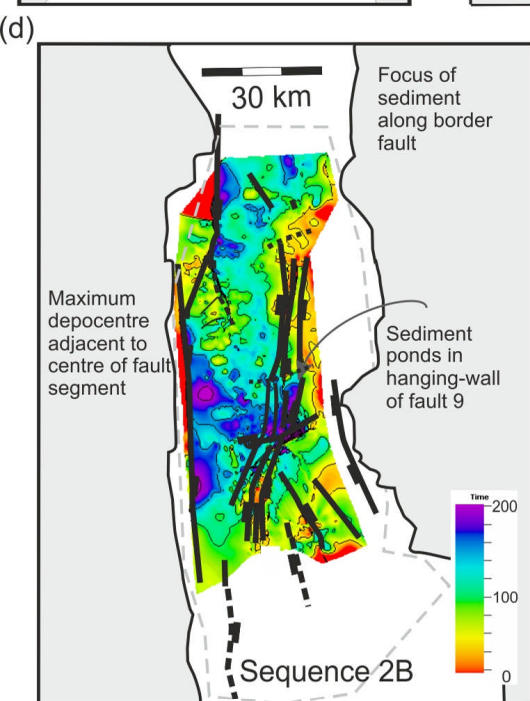 (d)
30 km
Focus of
sediment
along border
fault
Maximum
depocentre
adjacent to
centre of fault
segment
Sediment
ponds in
hanging-wall
of fault 9
Time
200
100
0
Sequence 2B